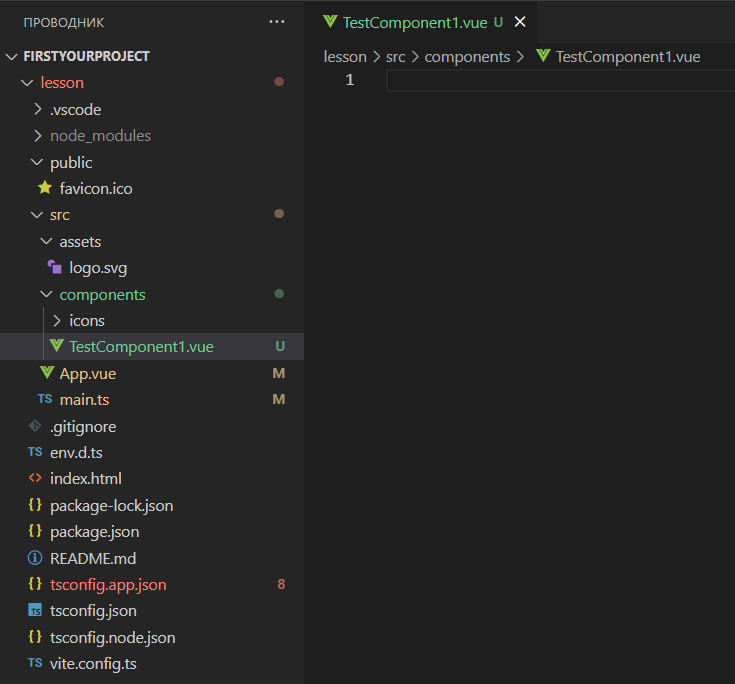 ПРОВОДНИК ···
FIRSTYOURPROJECT
lesson
.vscode
node_modules
public
favicon.ico
src
assets
logo.svg
components
icons
TestComponent1.vue U
App.vue M
TS main.ts M
.gitignore
TS env.d.ts
<> index.html
{} package-lock.json
{} package.json
README.md
{} tsconfig.app.json 8
TS tsconfig.json
{} tsconfig.node.json
TS vite.config.ts
TestComponent1.vue U ×
lesson > src > components > TestComponent1.vue
1